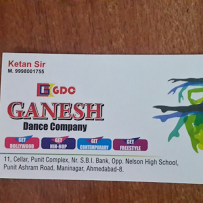 Ketan Sir
M. 9998001755
GDC
GANESH
Dance Company
GET BOLLYWOOD
GET HIP-HOP
GET CONTEMPORARY
GET FREESTYLE
11, Cellar, Punit Complex, Nr. S.B.I. Bank, Opp. Nelson High School,
Punit Ashram Road, Maninagar, Ahmedabad-8.